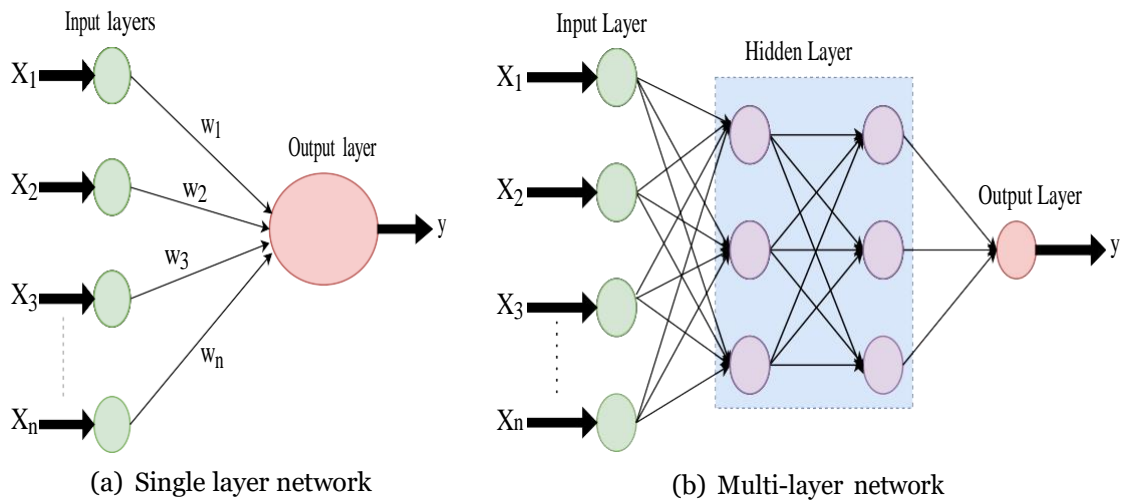 Input layers
X1
w1
Output layer
X2
w2
y
w3
X3
wn
Xn
(a) Single layer network
Input Layer
Hidden Layer
X1
X2
Output Layer
y
X3
Xn
(b) Multi-layer network